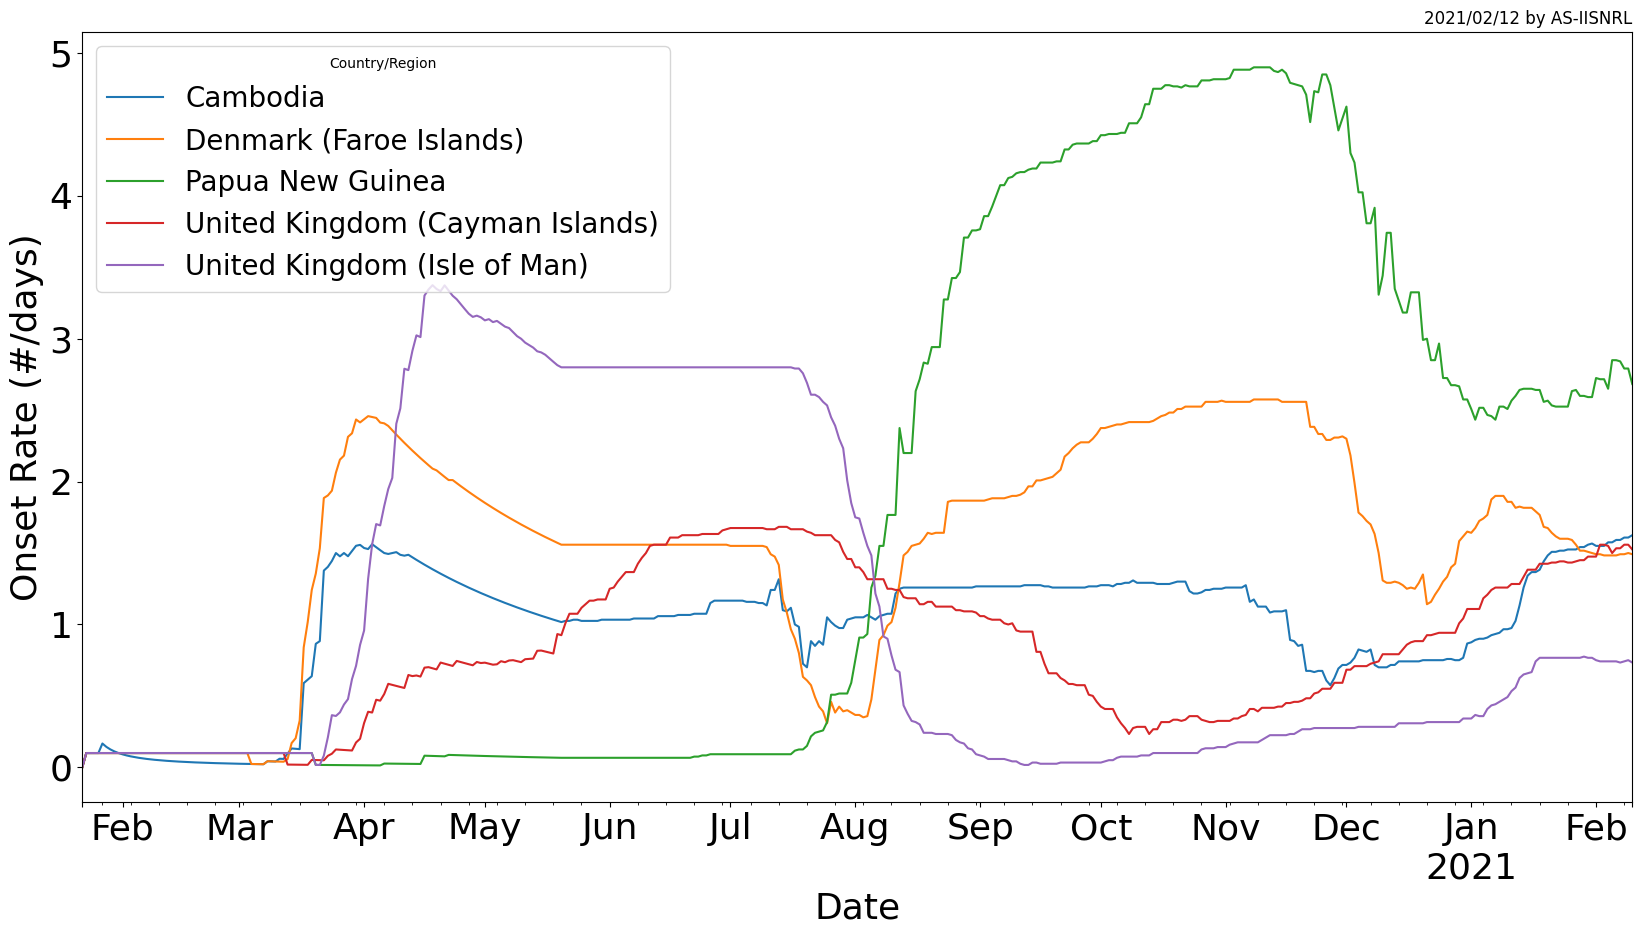 2021/02/12 by AS-IISNRL
Country/Region
Cambodia
Denmark (Faroe Islands)
Papua New Guinea
United Kingdom (Cayman Islands)
United Kingdom (Isle of Man)
Onset Rate (#/days)
5
4
3
2
1
0
Feb Mar Apr May Jun Jul Aug Sep Oct Nov Dec Jan Feb
2021
Date